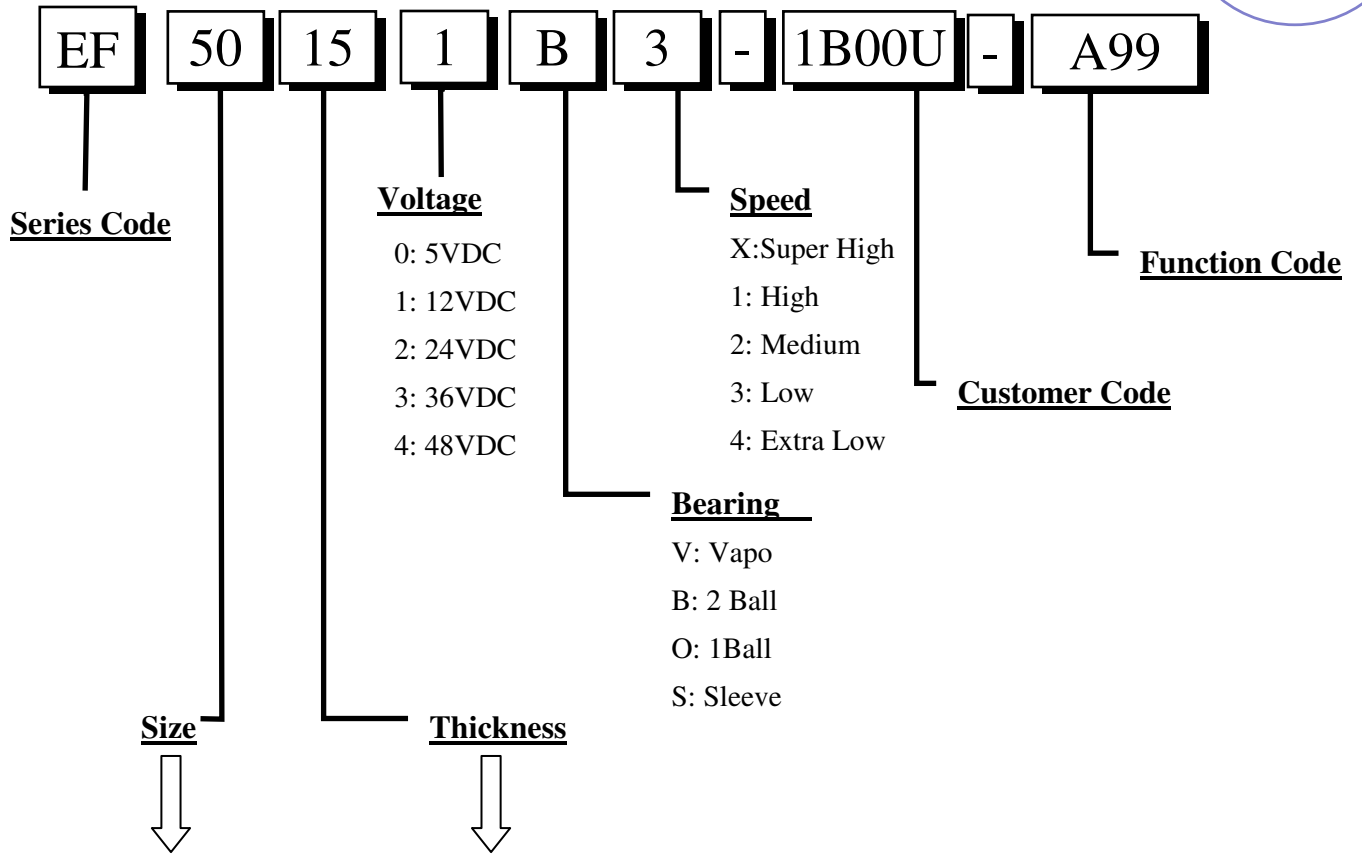 EF 50 15 1 B 3 - 1B00U - A99
Series Code
Voltage
0: 5VDC
1: 12VDC
2: 24VDC
3: 36VDC
4: 48VDC
Speed
X:Super High
1: High
2: Medium
3: Low
4: Extra Low
Function Code
Customer Code
Bearing
V: Vapo
B: 2 Ball
O: 1Ball
S: Sleeve
Size
Thickness